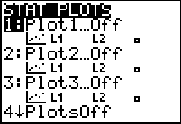 STAT PLOTS
1:Plot1…Off
L1 L2
2:Plot2…Off
L1 L2
3:Plot3…Off
L1 L2
4↓PlotsOff